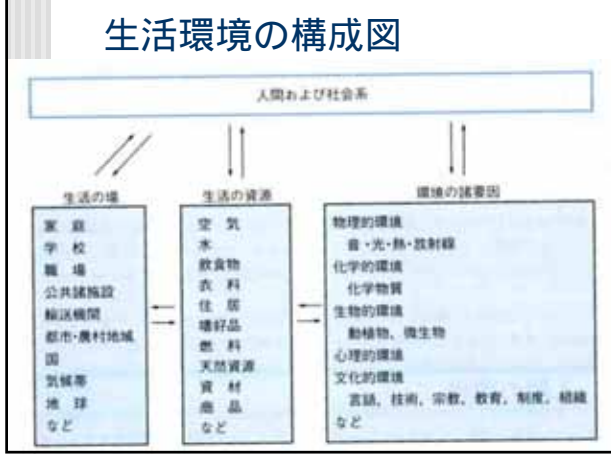 生活環境の構成図
人間および社会系
生活の場
家 庭
学 校
職 場
公共諸施設
輸送機関
都市・農村地域
国
気候帯
地 球
など
生活の資源
空 気
水
飲食物
衣 料
住 居
嗜好品
燃 料
天然資源
資 材
商 品
など
環境の諸要因
物理的環境
音・光・熱・放射線
化学的環境
化学物質
生物的環境
動植物、微生物
心理的環境
文化的環境
言語，技術，宗教，教育，制度，組織
など